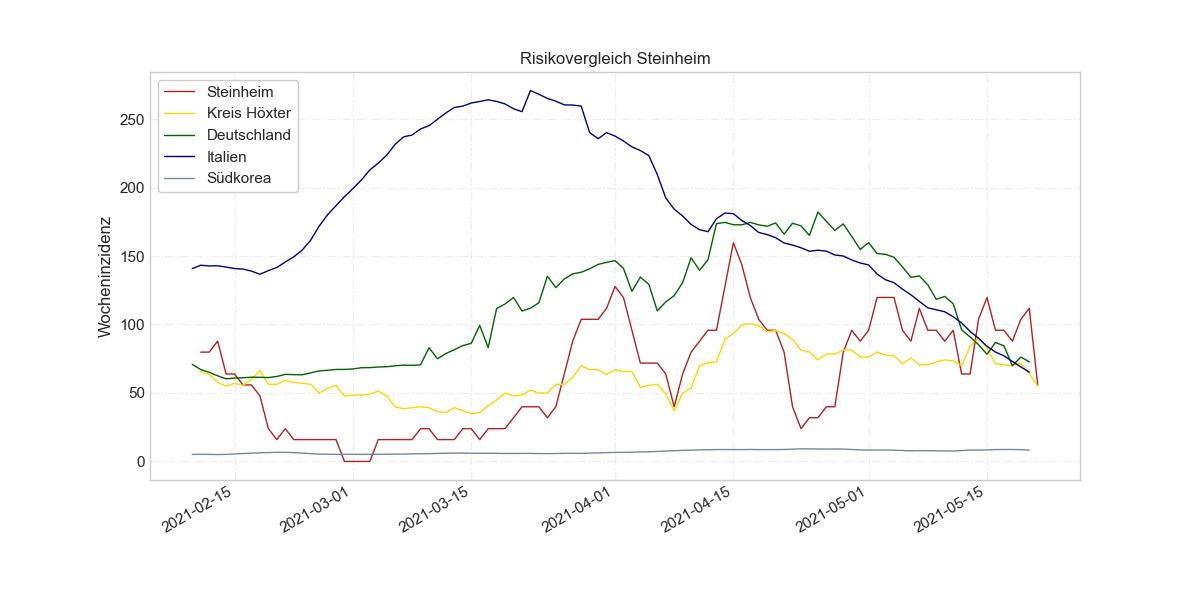 Risikovergleich Steinheim
Steinheim
Kreis Höxter
Deutschland
Italien
Südkorea
Wocheninzidenz
250
200
150
100
50
0
2021-02-15
2021-03-01
2021-03-15
2021-04-01
2021-04-15
2021-05-01
2021-05-15